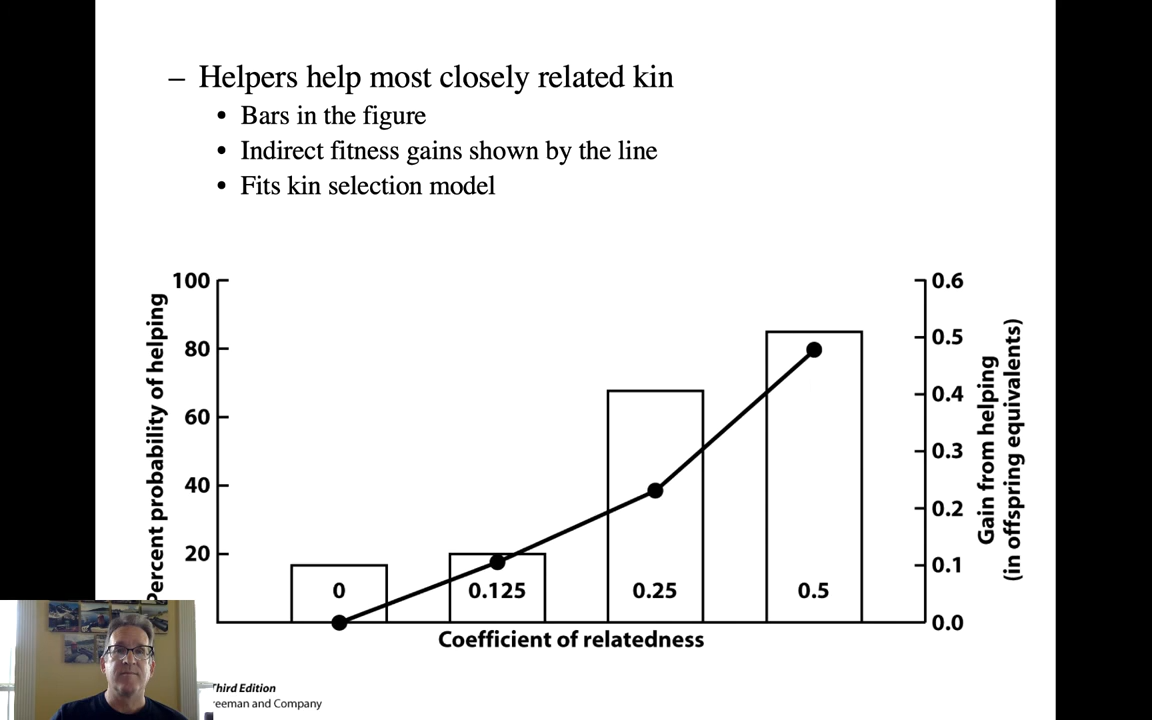 – Helpers help most closely related kin
• Bars in the figure
• Indirect fitness gains shown by the line
• Fits kin selection model
Percent probability of helping
100
80
60
40
20
0.6
0.5
0.4
0.3
0.2
0.1
0.0
Gain from helping
(in offspring equivalents)
0 0.125 0.25 0.5
Coefficient of relatedness
Third Edition
reeman and Company